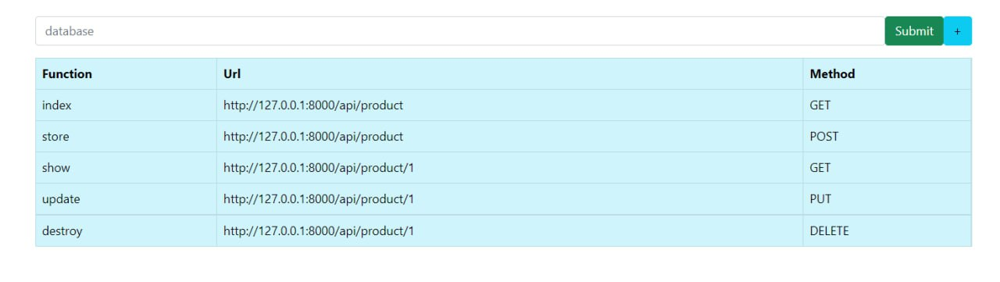 database Submit +
Function Url Method
index http://127.0.0.1:8000/api/product GET
store http://127.0.0.1:8000/api/product POST
show http://127.0.0.1:8000/api/product/1 GET
update http://127.0.0.1:8000/api/product/1 PUT
destroy http://127.0.0.1:8000/api/product/1 DELETE